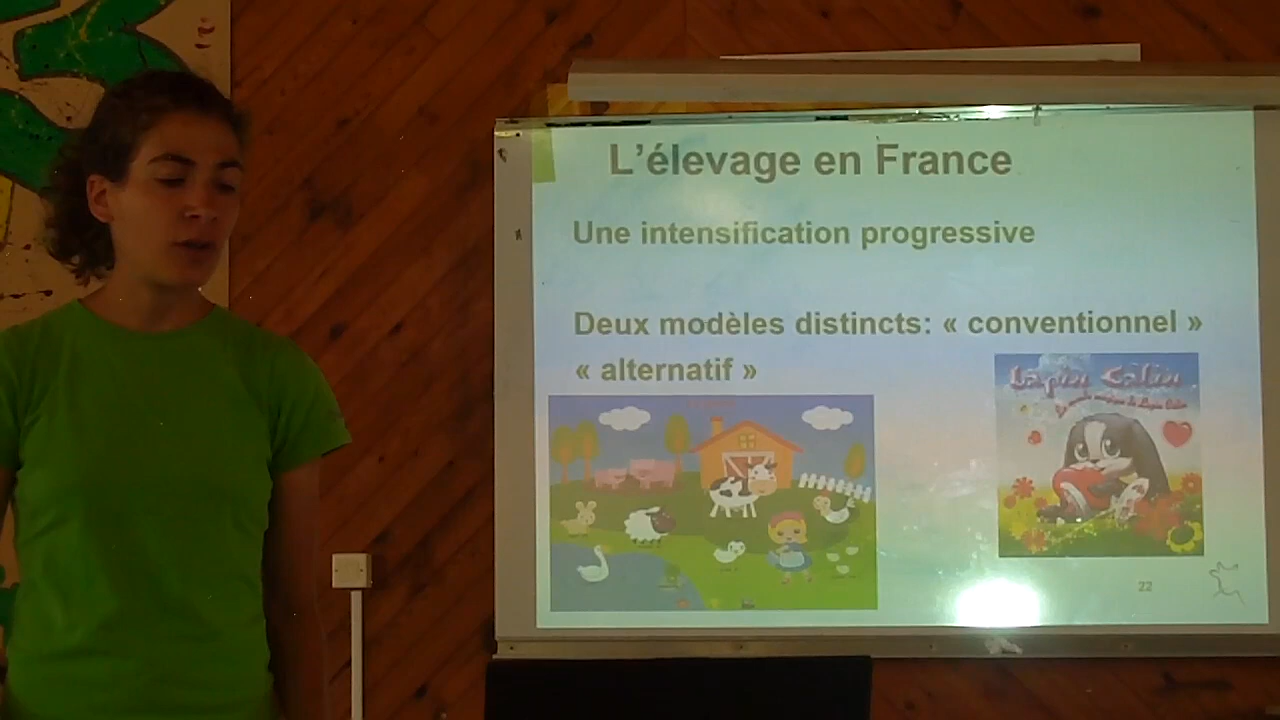 L'élevage en France
Une intensification progressive
Deux modèles distincts: « conventionnel »
« alternatif »
Lapin Câlin
22